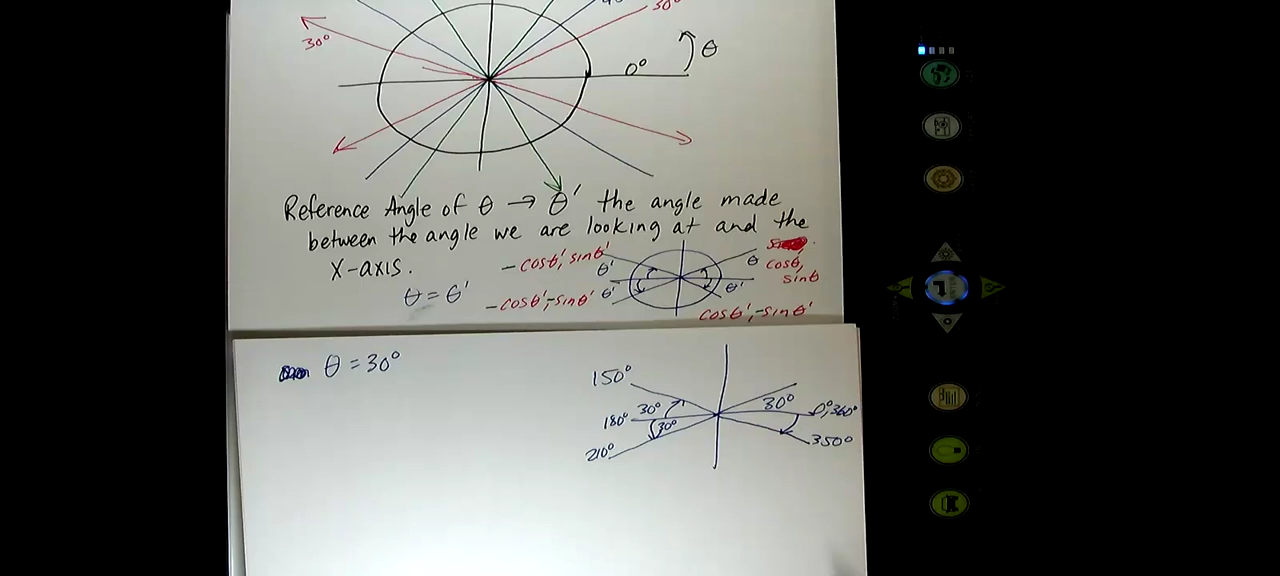 30°
30°
0° θ
Reference Angle of θ → θ' the angle made
between the angle we are looking at and the
x-axis.
θ = θ'
-cosθ', sinθ'
θ'
θ'
-cosθ', -sinθ'
θ
cosθ,
sinθ
θ'
cosθ', -sinθ'
θ = 30°
150°
30°
180°
30°
210°
30°
0°, 360°
350°